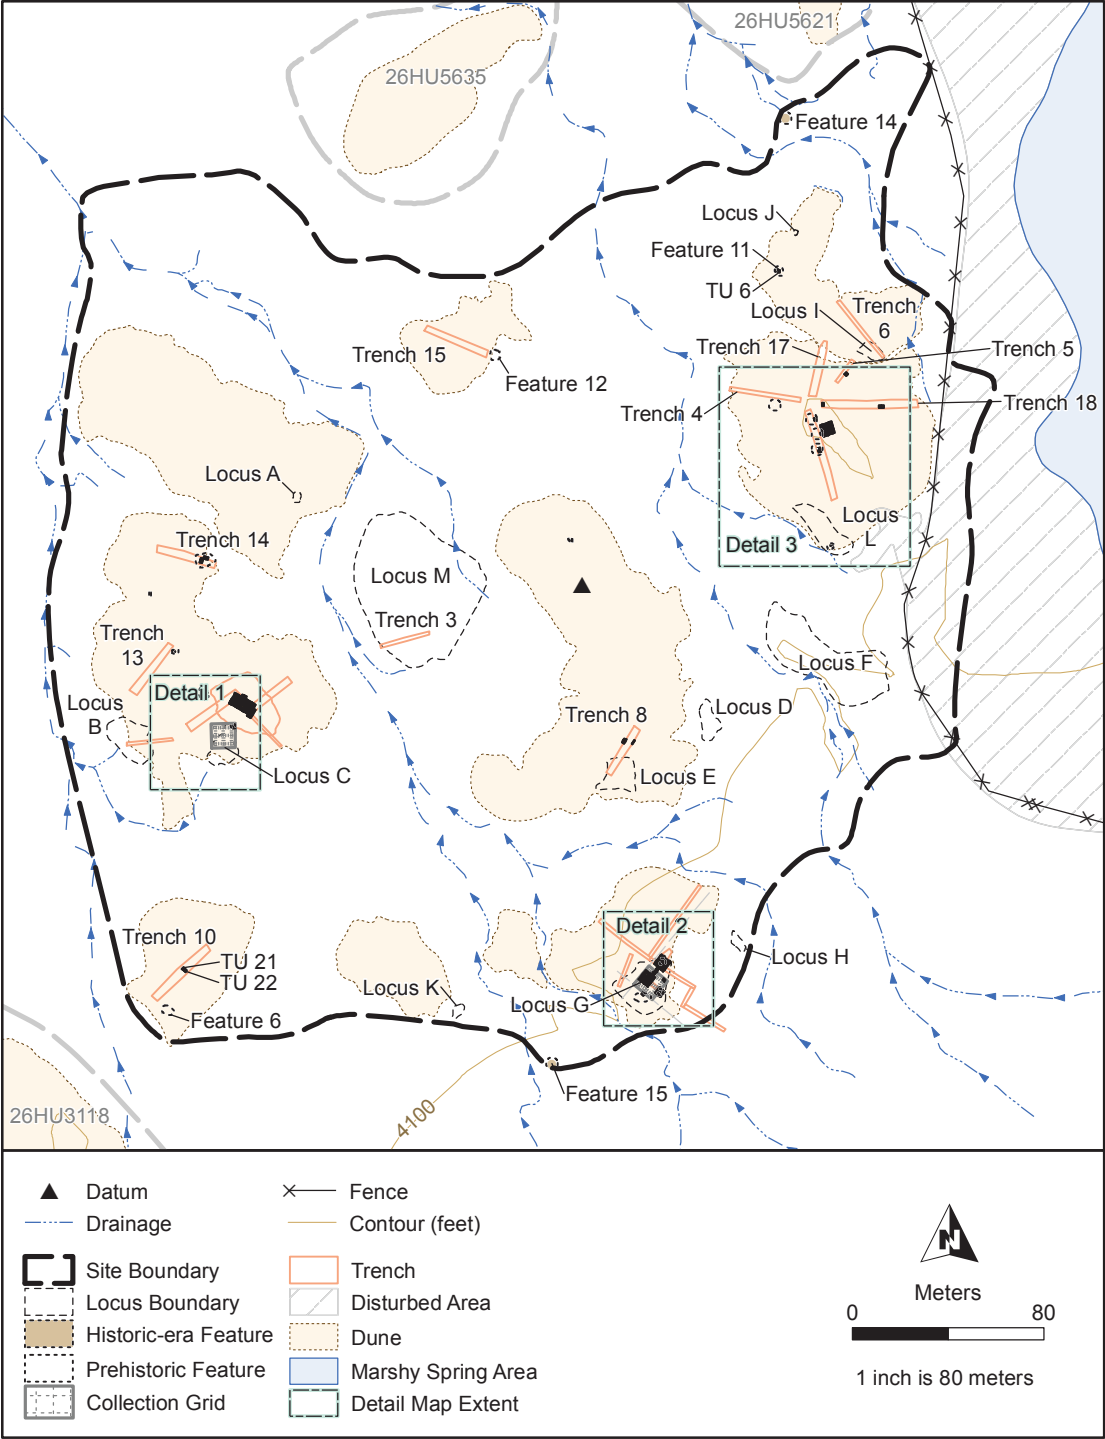 26HU5621
26HU5635
Feature 14
Locus J
Feature 11
TU 6
Locus I
Trench
6
Trench 17
Trench 5
Trench 15
Feature 12
Trench 4
Trench 18
Locus A
Locus
L
Detail 3
Trench 14
Locus M
Trench 3
Trench
13
Locus F
Detail 1
Locus
B
Locus D
Trench 8
Locus C
Locus E
Detail 2
Trench 10
TU 21
TU 22
Locus H
Locus K
Locus G
Feature 6
Feature 15
26HU3118
4100
Datum
Fence
Drainage
Contour (feet)
Site Boundary
Trench
Locus Boundary
Disturbed Area
Historic-era Feature
Dune
Prehistoric Feature
Marshy Spring Area
Collection Grid
Detail Map Extent
N
Meters
0 80
1 inch is 80 meters